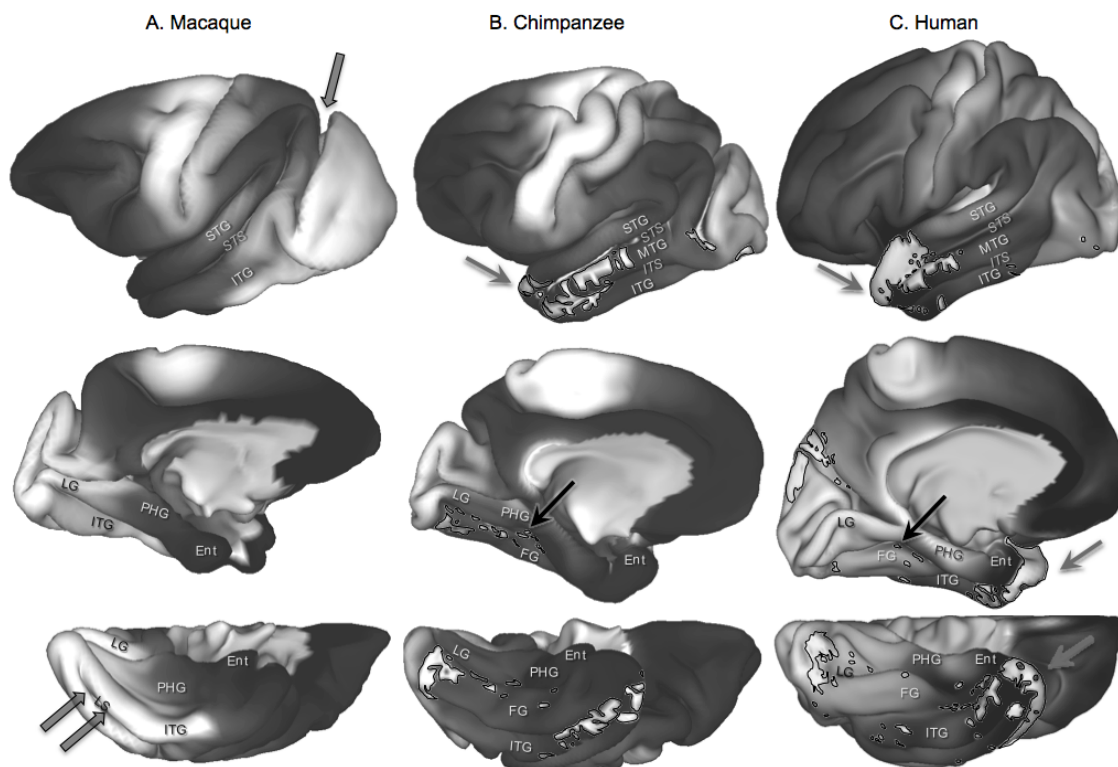 A. Macaque
B. Chimpanzee
C. Human
STG
STS
ITG
STG
STS
MTG
ITS
ITG
STG
STS
MTG
ITS
ITG
LG
PHG
ITG
Ent
LG
PHG
FG
Ent
LG
FG
PHG
Ent
ITG
LG
Ent
PHG
LS
ITG
LG
Ent
PHG
FG
ITG
PHG
Ent
LG
FG
ITG